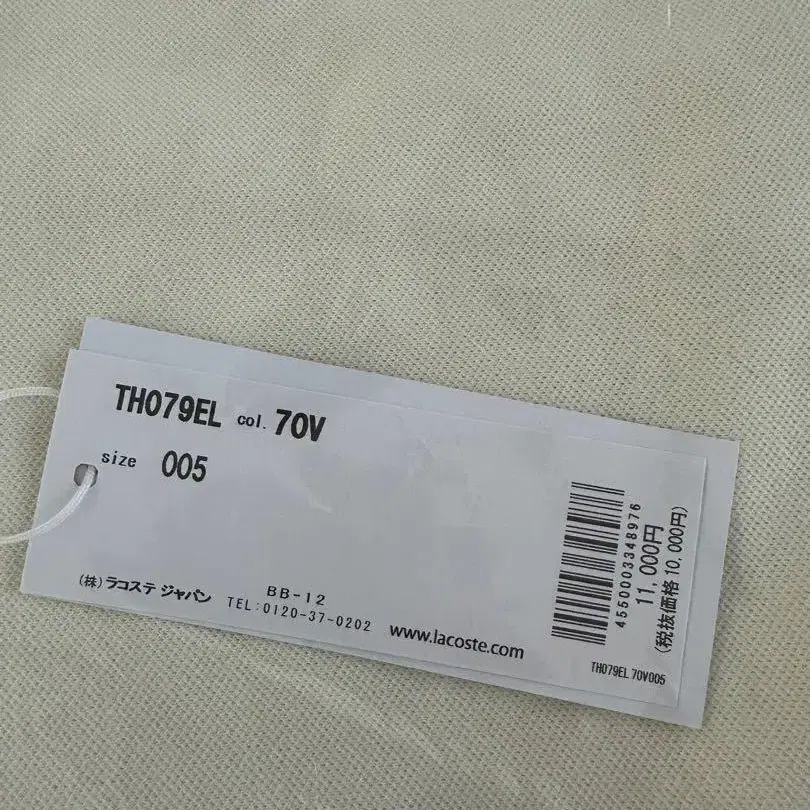 TH079EL col. 70V
size 005
(株)ラコステ ジャパン
BB-12
TEL:0120-37-0202
www.lacoste.com
4550003348976
11,000円
(税抜価格10,000円)
TH079EL 70V005